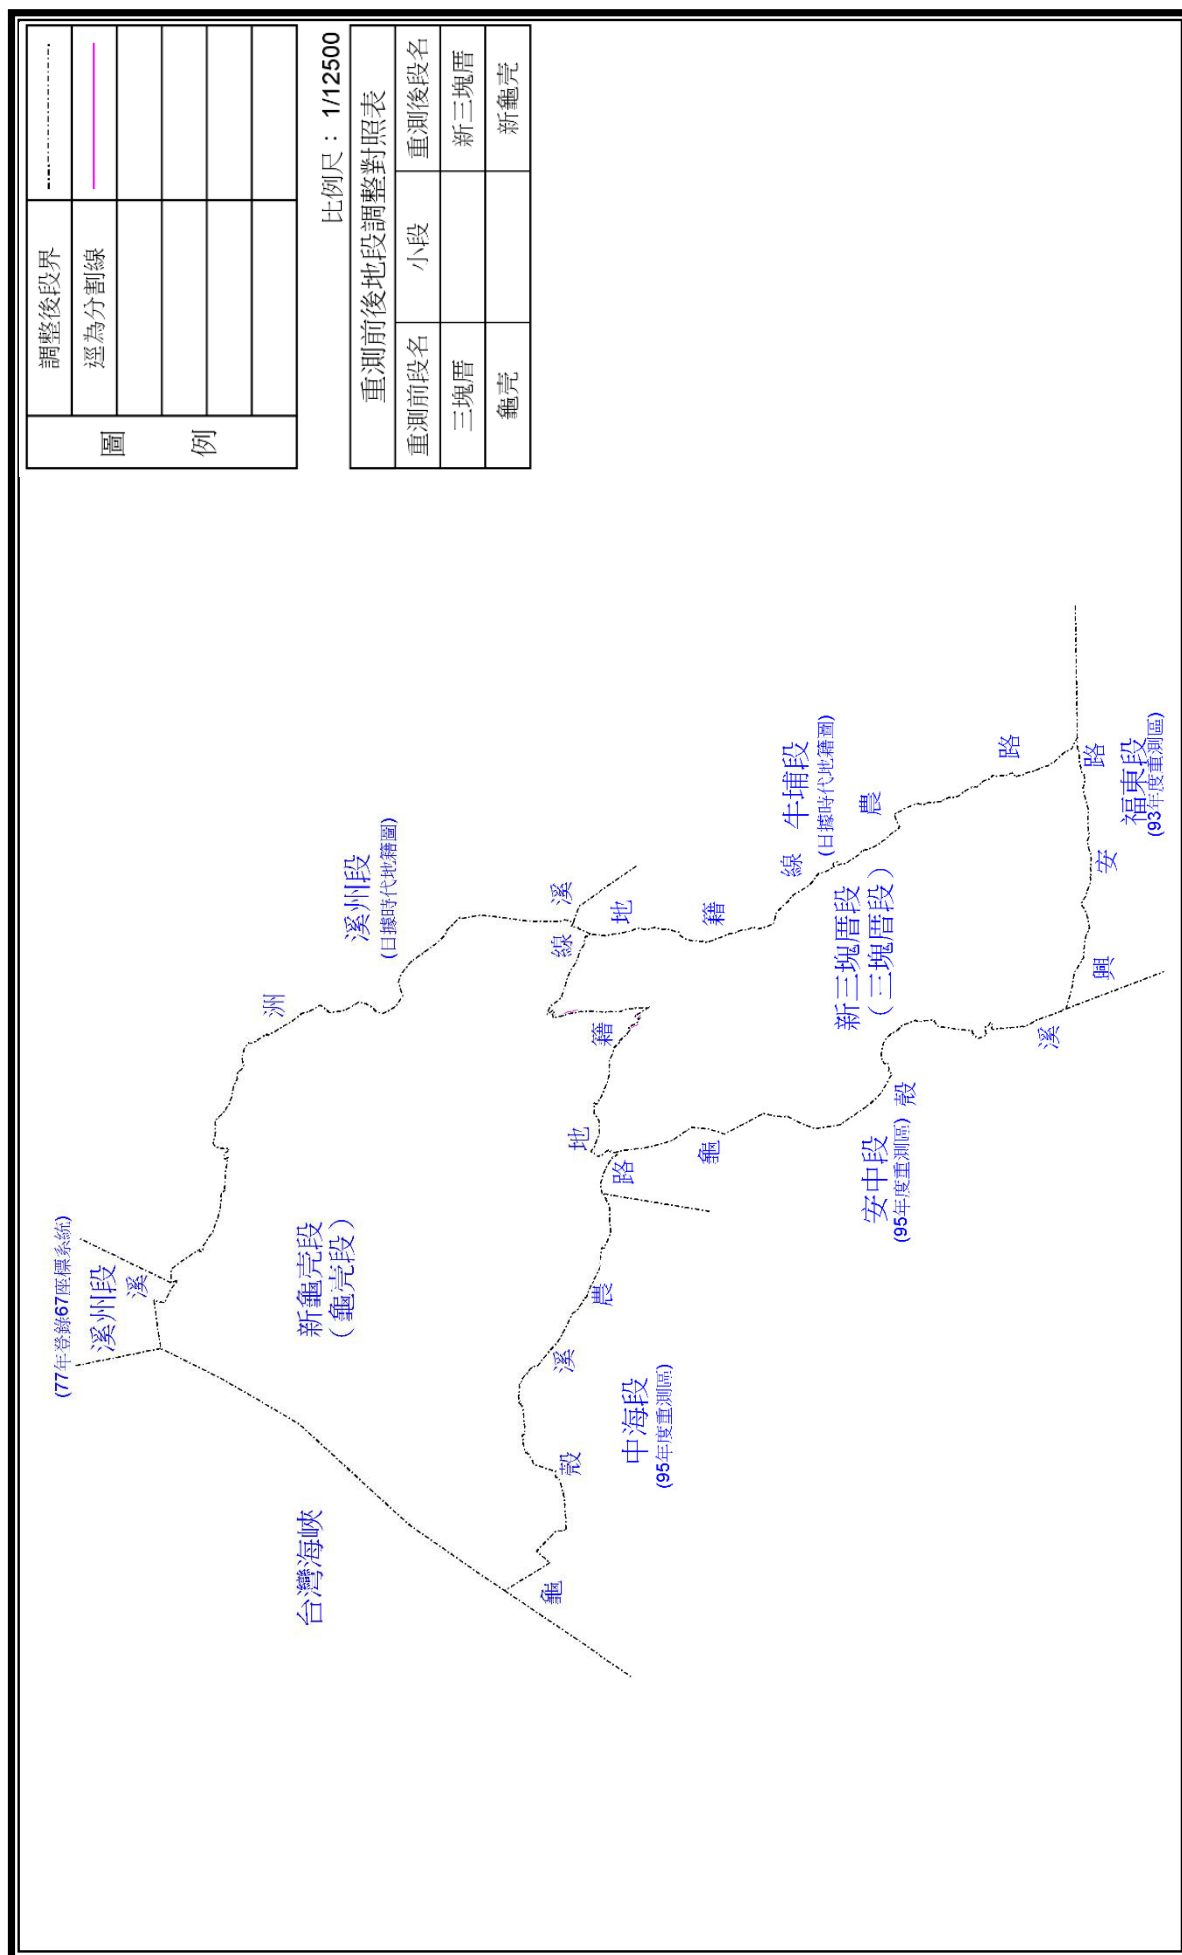 圖例
調整後段界
逕為分割線
比例尺：1/12500
重測前後地段調整對照表
重測前段名 小段 重測後段名
三塊厝 新三塊厝
龜壳 新龜壳
(77年登錄67座標系統)
溪州段
溪
洲
溪州段
(日據時代地籍圖)
溪
台灣海峽
新龜壳段
(龜壳段)
地籍線
龜殼溪農路
中海段
(95年度重測區)
地籍線
牛埔段
(日據時代地籍圖)
農路
新三塊厝段
(三塊厝段)
龜殼溪
安中段
(95年度重測區)
興安路
福東段
(93年度重測區)